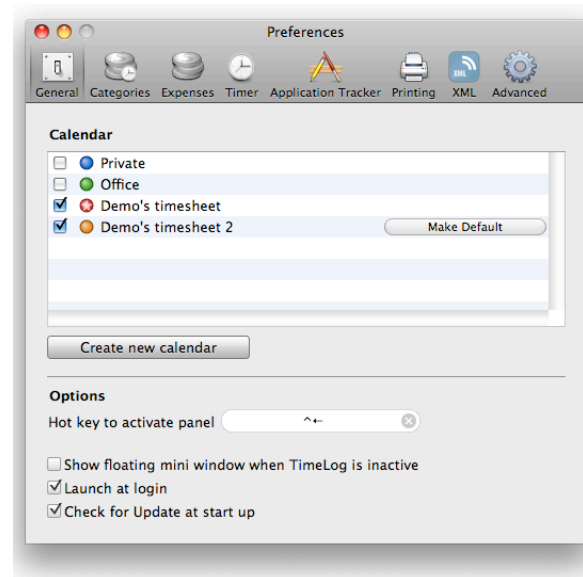 Preferences
General Categories Expenses Timer Application Tracker Printing XML Advanced
Calendar
Private
Office
Demo's timesheet
Demo's timesheet 2 Make Default
Create new calendar
Options
Hot key to activate panel ^←
Show floating mini window when TimeLog is inactive
Launch at login
Check for Update at start up